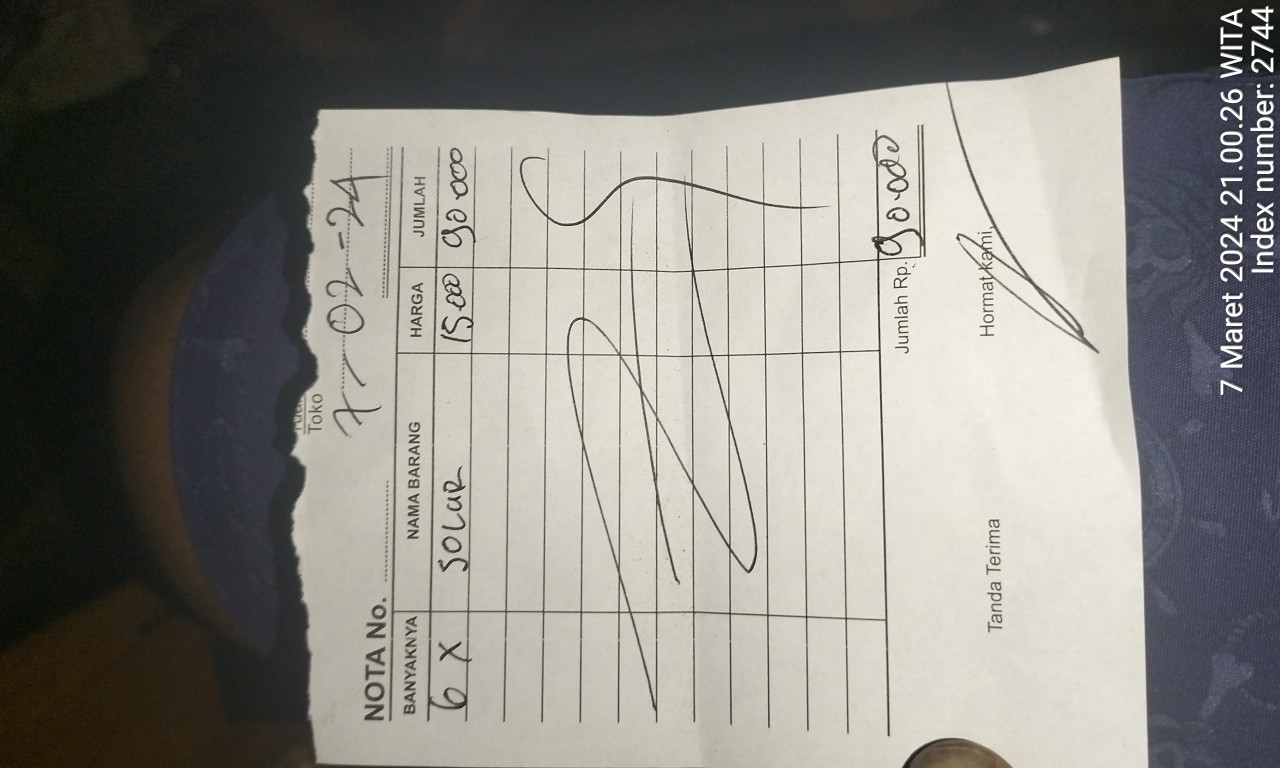 Toko
7-02-24
NOTA No.
BANYAKNYA NAMA BARANG HARGA JUMLAH
6 X SOLAR 15.000 90.000
Jumlah Rp. 90.000
Tanda Terima Hormat kami,
7 Maret 2024 21.00.26 WITA
Index number: 2744